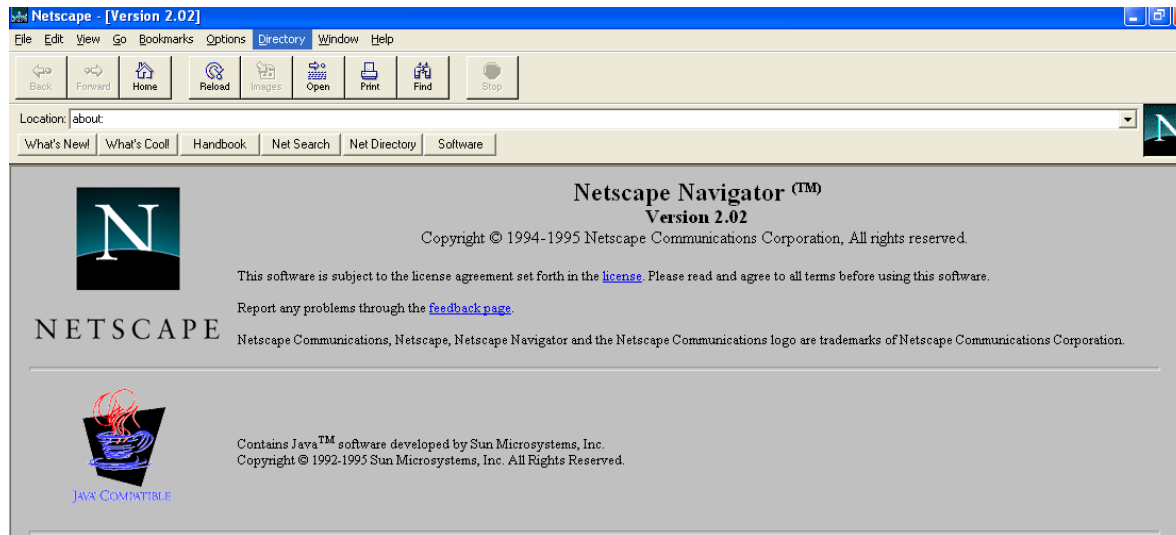 Netscape - [Version 2.02]
File Edit View Go Bookmarks Options Directory Window Help
Back Forward Home Reload Images Open Print Find Stop
Location: about:
N
What's New! What's Cool! Handbook Net Search Net Directory Software
N
NETSCAPE
Netscape Navigator (TM)
Version 2.02
Copyright © 1994-1995 Netscape Communications Corporation, All rights reserved.
This software is subject to the license agreement set forth in the license. Please read and agree to all terms before using this software.
Report any problems through the feedback page.
Netscape Communications, Netscape, Netscape Navigator and the Netscape Communications logo are trademarks of Netscape Communications Corporation.
JAVA COMPATIBLE
Contains Java™ software developed by Sun Microsystems, Inc.
Copyright © 1992-1995 Sun Microsystems, Inc. All Rights Reserved.